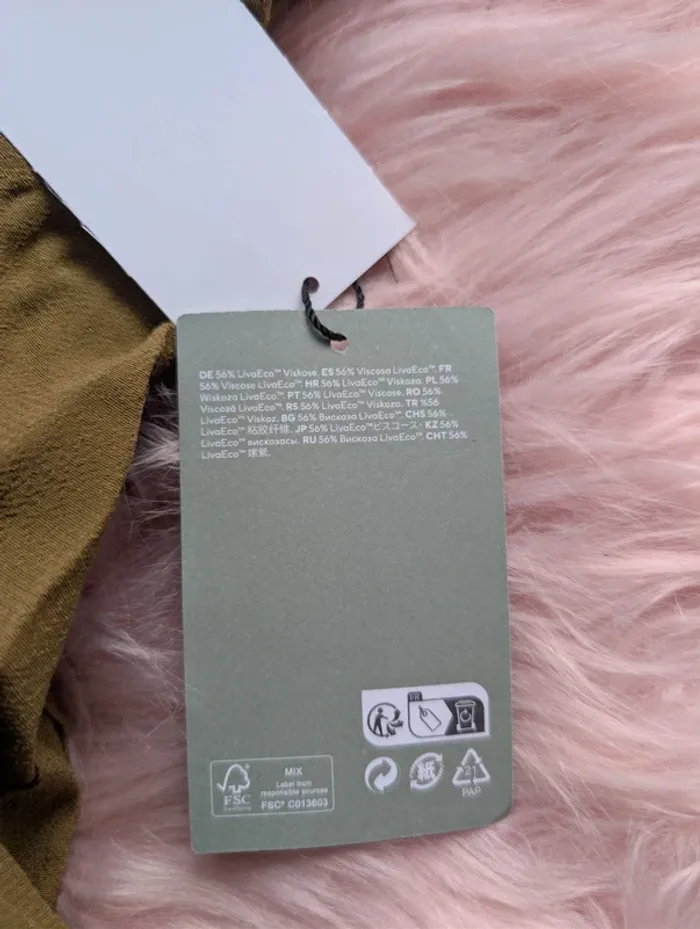 DE 56% LivaEco™ Viskose. ES 56% Viscosa LivaEco™. FR
56% Viscose LivaEco™. HR 56% LivaEco™ Viskoza. PL 56%
Wiskoza LivaEco™. PT 56% LivaEco™ Viscose. RO 56%
Viscoză LivaEco™. RS 56% LivaEco™ Viskoza. TR %56
LivaEco™ Viskoz. BG 56% Вискоза LivaEco™. CHS 56%
LivaEco™ 粘胶纤维. JP 56% LivaEco™ビスコース· KZ 56%
LivaEco™ вискозасы. RU 56% Вискоза LivaEco™. CHT 56%
LivaEco™ 嫘縈.
FR
FSC
MIX
Label from
responsible sources
FSC® C013603
紙
21
PAP